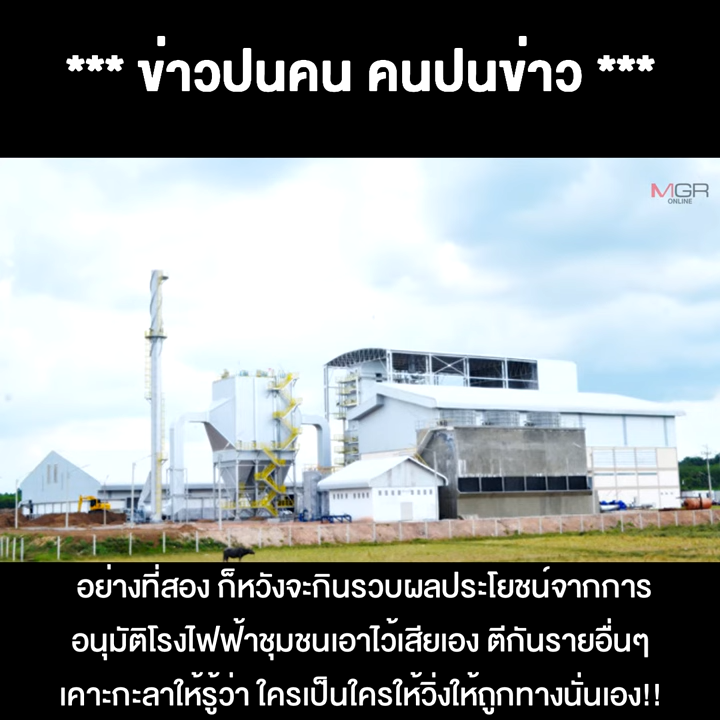 *** ข่าวปนคน คนปนข่าว ***
MGR
ONLINE
อย่างที่สอง ก็หวังจะกินรวบผลประโยชน์จากการ
อนุมัติโรงไฟฟ้าชุมชนเอาไว้เสียเอง ตีกันรายอื่นๆ
เคาะกะลาให้รู้ว่า ใครเป็นใครให้วิ่งให้ถูกทางนั่นเอง!!